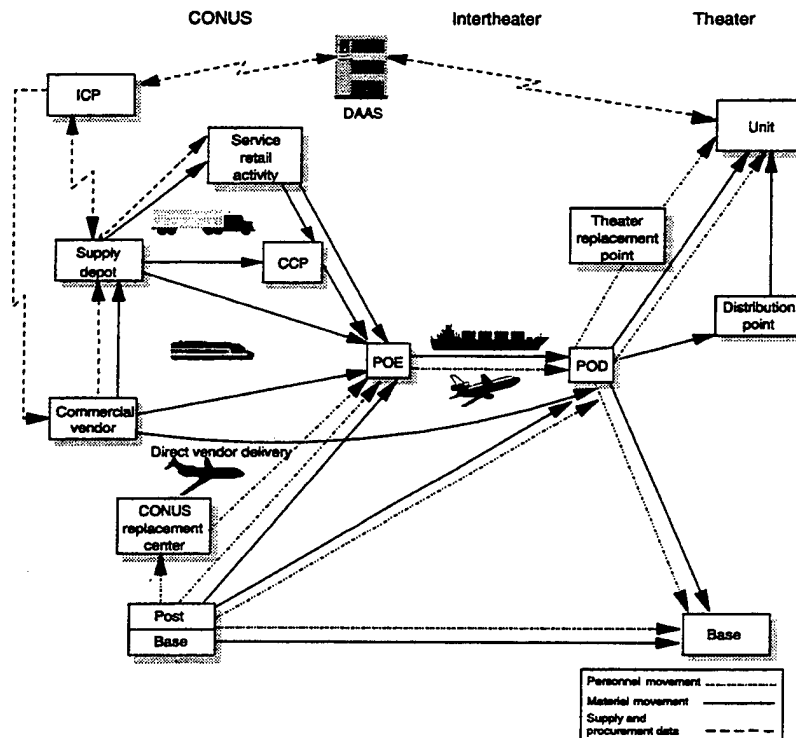 CONUS
Intertheater
Theater
ICP
DAAS
Unit
Service
retail
activity
Theater
replacement
point
Supply
depot
CCP
Distribution
point
POE
POD
Commercial
vendor
Direct vendor delivery
CONUS
replacement
center
Post
Base
Base
Personnel movement
Materiel movement
Supply and
procurement data